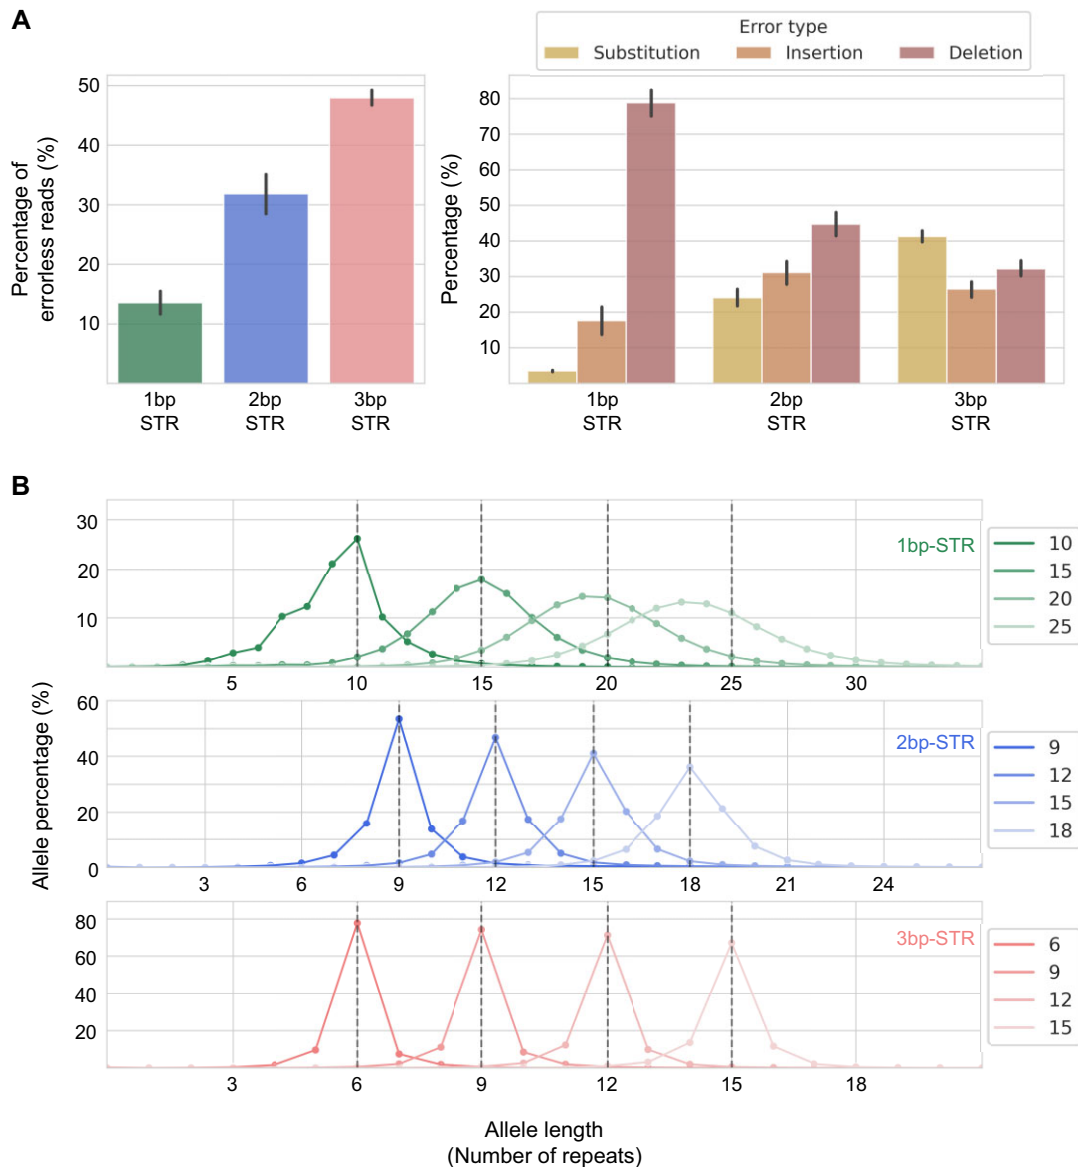 A
Error type
Substitution Insertion Deletion
Percentage of
errorless reads (%)
50
40
30
20
10
1bp
STR
2bp
STR
3bp
STR
Percentage (%)
80
70
60
50
40
30
20
10
1bp
STR
2bp
STR
3bp
STR
B
Allele percentage (%)
30
20
10
1bp-STR
10
15
20
25
5 10 15 20 25 30
60
40
20
0
2bp-STR
9
12
15
18
3 6 9 12 15 18 21 24
80
60
40
20
3bp-STR
6
9
12
15
3 6 9 12 15 18
Allele length
(Number of repeats)